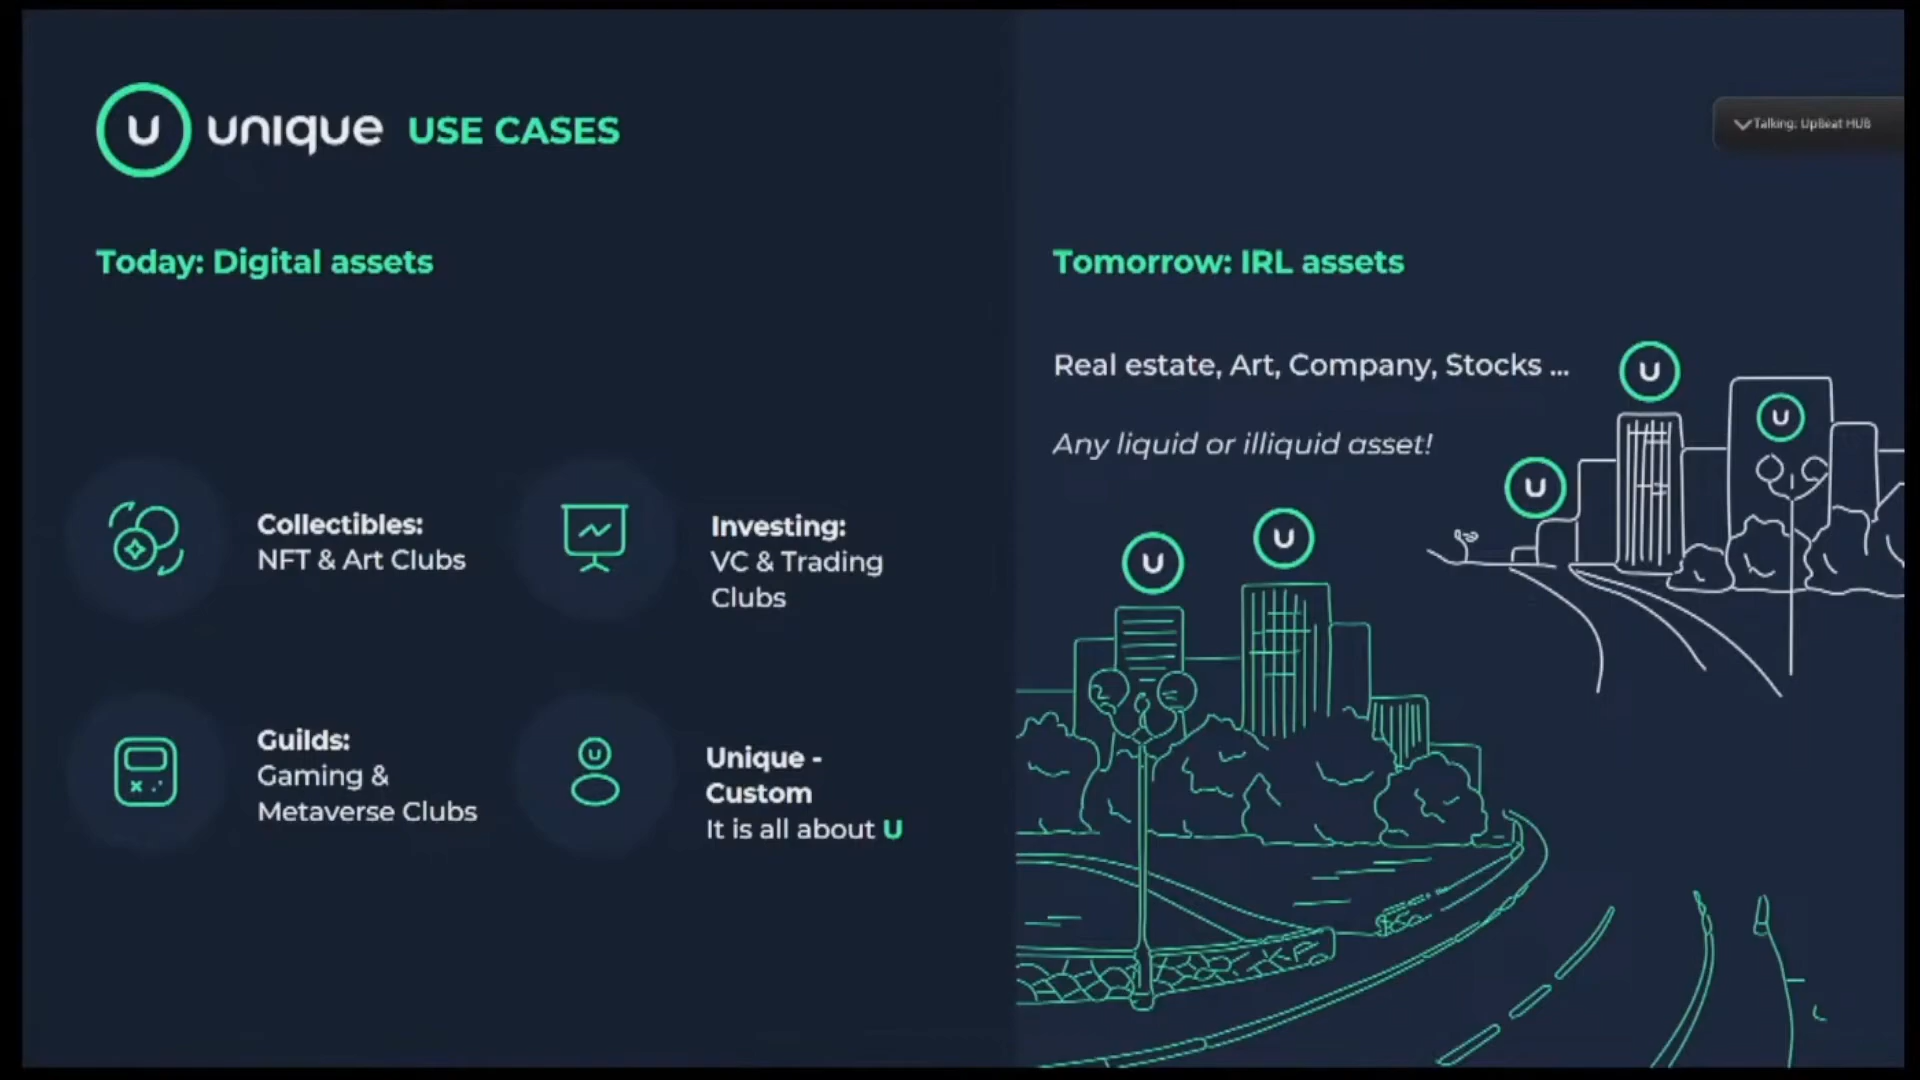 U unique USE CASES
Talking: UpBeat HUB
Today: Digital assets
Collectibles:
NFT & Art Clubs
Investing:
VC & Trading
Clubs
Guilds:
Gaming &
Metaverse Clubs
Unique -
Custom
It is all about U
Tomorrow: IRL assets
Real estate, Art, Company, Stocks ...
Any liquid or illiquid asset!
U
U
U
U
U
U